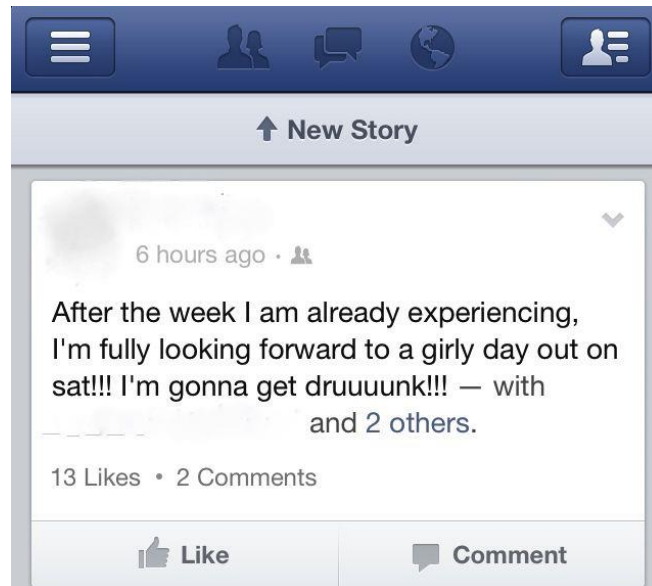 New Story
6 hours ago ·
After the week I am already experiencing,
I'm fully looking forward to a girly day out on
sat!!! I'm gonna get druuuunk!!! — with
and 2 others.
13 Likes • 2 Comments
Like
Comment